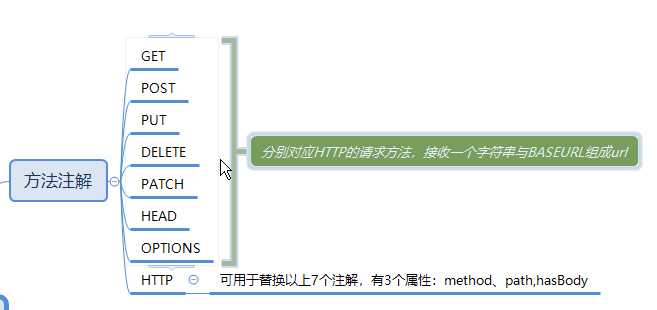 方法注解
GET
POST
PUT
DELETE
PATCH
HEAD
OPTIONS
分别对应HTTP的请求方法，接收一个字符串与BASEURL组成url
HTTP
可用于替换以上7个注解，有3个属性：method、path,hasBody